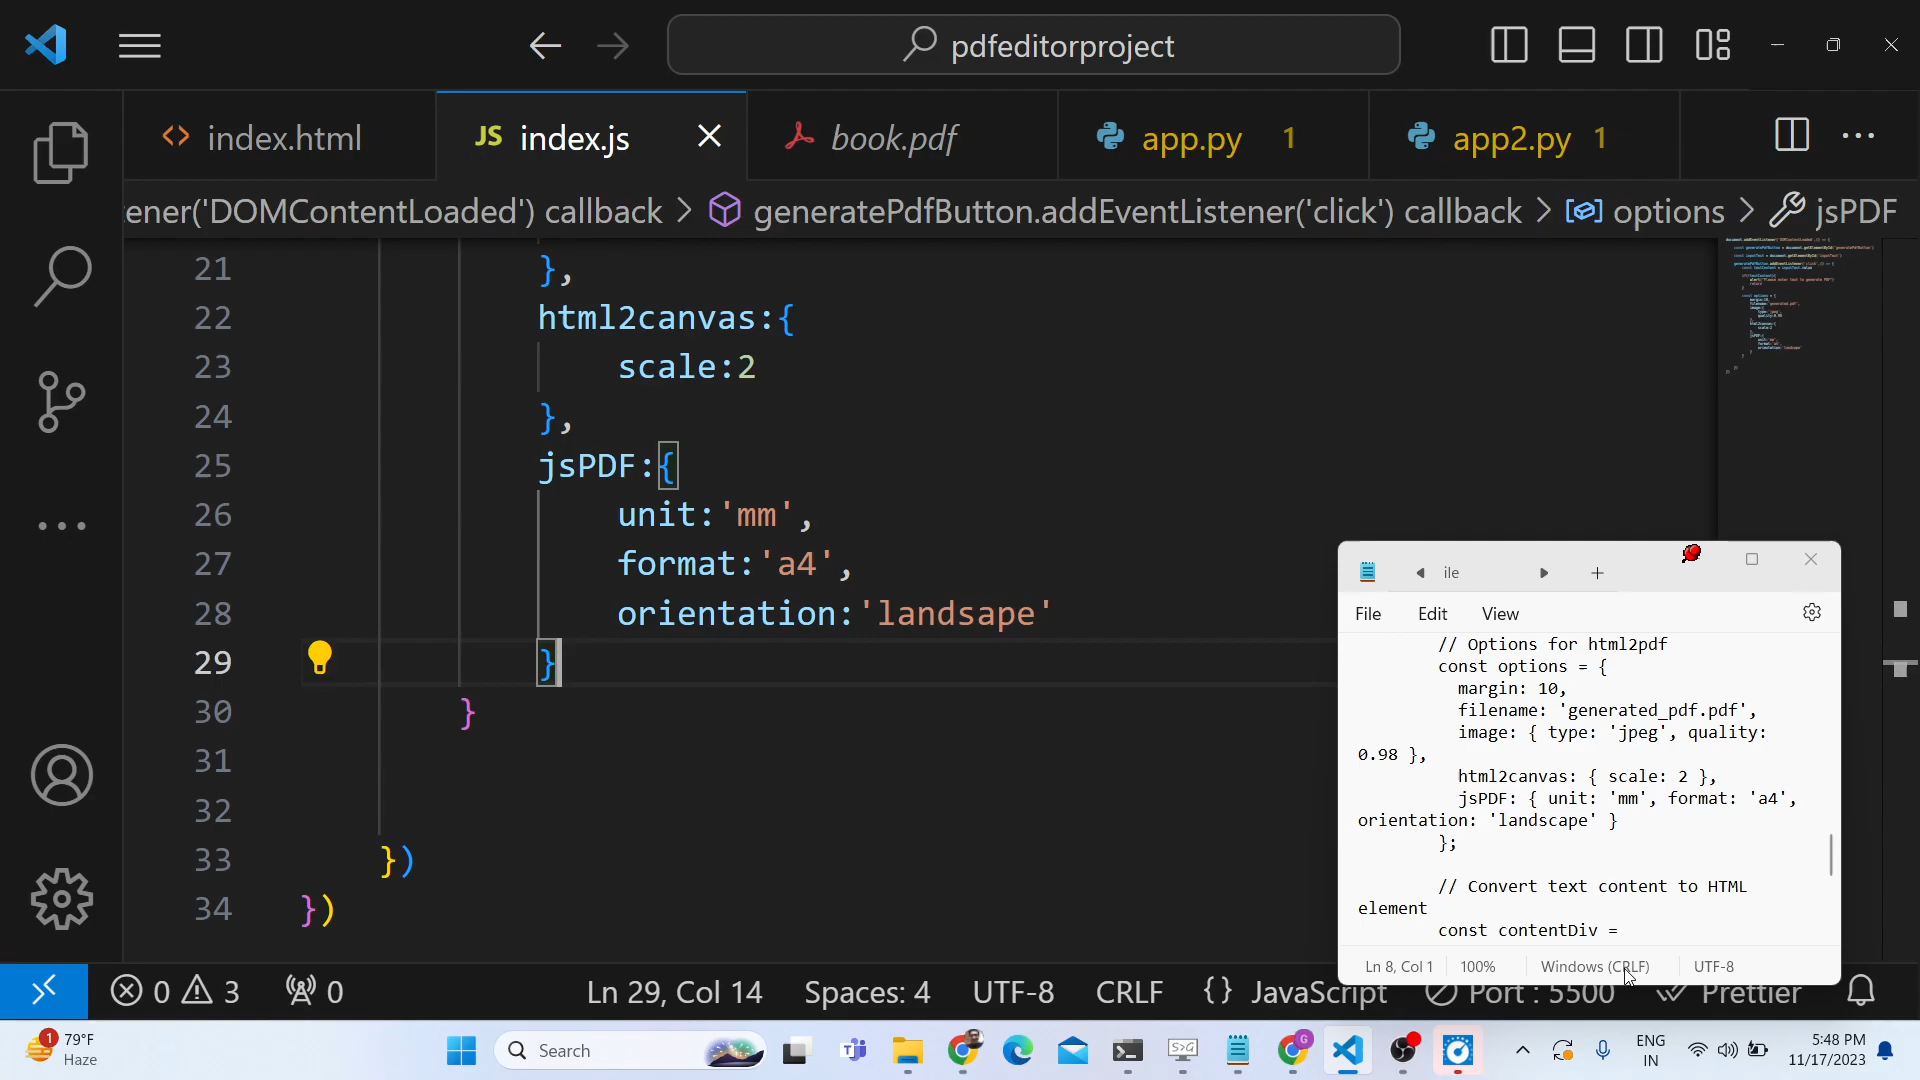 pdfeditorproject
index.html
JS index.js
book.pdf
app.py 1
app2.py 1
ener('DOMContentLoaded') callback > generatePdfButton.addEventListener('click') callback > options > jsPDF
21 },
22 html2canvas:{
23 scale:2
24 },
25 jsPDF:{
26 unit:'mm',
27 format:'a4',
28 orientation:'landsape'
29 }
30 }
31
32
33 })
34 })
ile
File Edit View
// Options for html2pdf
const options = {
margin: 10,
filename: 'generated_pdf.pdf',
image: { type: 'jpeg', quality:
0.98 },
html2canvas: { scale: 2 },
jsPDF: { unit: 'mm', format: 'a4',
orientation: 'landscape' }
};
// Convert text content to HTML
element
const contentDiv =
Ln 8, Col 1 100% Windows (CRLF) UTF-8
0 3 0 Ln 29, Col 14 Spaces: 4 UTF-8 CRLF {} JavaScript Port : 5500 Prettier
1 79°F
Haze
Search
ENG
IN
5:48 PM
11/17/2023